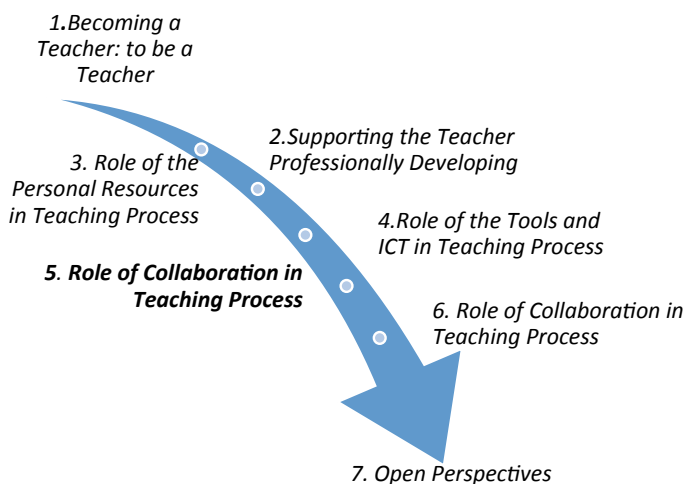 1.Becoming a
Teacher: to be a
Teacher
2.Supporting the Teacher
Professionally Developing
3. Role of the
Personal Resources
in Teaching Process
4.Role of the Tools and
ICT in Teaching Process
5. Role of Collaboration in
Teaching Process
6. Role of Collaboration in
Teaching Process
7. Open Perspectives